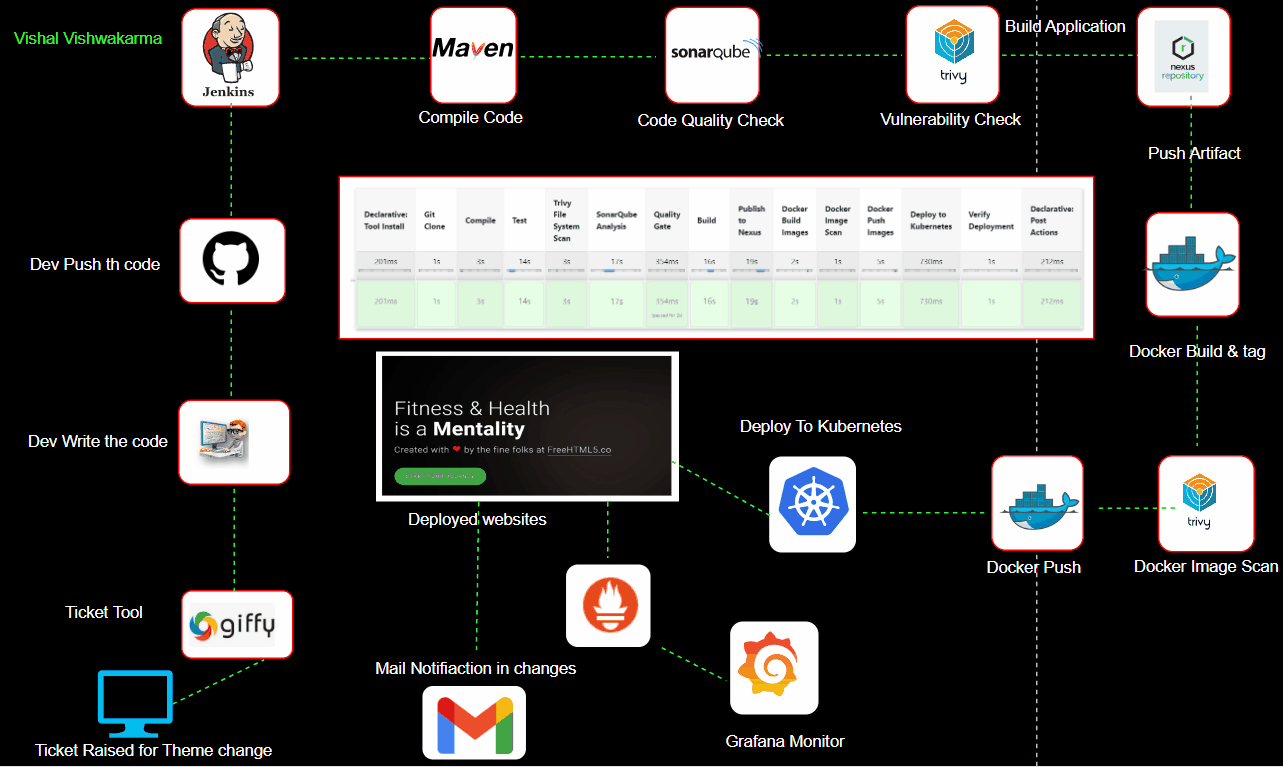 Vishal Vishwakarma
Jenkins
Maven
Compile Code
sonarqube
Code Quality Check
trivy
Vulnerability Check
Build Application
nexus
repository
Push Artifact
Dev Push th code
Declarative: Tool Install
Git Clone
Compile
Test
Trivy File System Scan
SonarQube Analysis
Quality Gate
Build
Publish to Nexus
Docker Build Images
Docker Image Scan
Docker Push Images
Deploy to Kubernetes
Verify Deployment
Declarative: Post Actions
201ms 1s 3s 14s 3s 17s 354ms 16s 19s 2s 1s 5s 730ms 1s 212ms
201ms 1s 3s 14s 3s 17s 354ms 16s 19s 2s 1s 5s 730ms 1s 212ms
Docker Build & tag
Dev Write the code
Fitness & Health
is a Mentality
Created with ❤ by the fine folks at FreeHTML5.co
Deployed websites
Deploy To Kubernetes
Docker Push
trivy
Docker Image Scan
Ticket Tool
giffy
Ticket Raised for Theme change
Mail Notifiaction in changes
Grafana Monitor